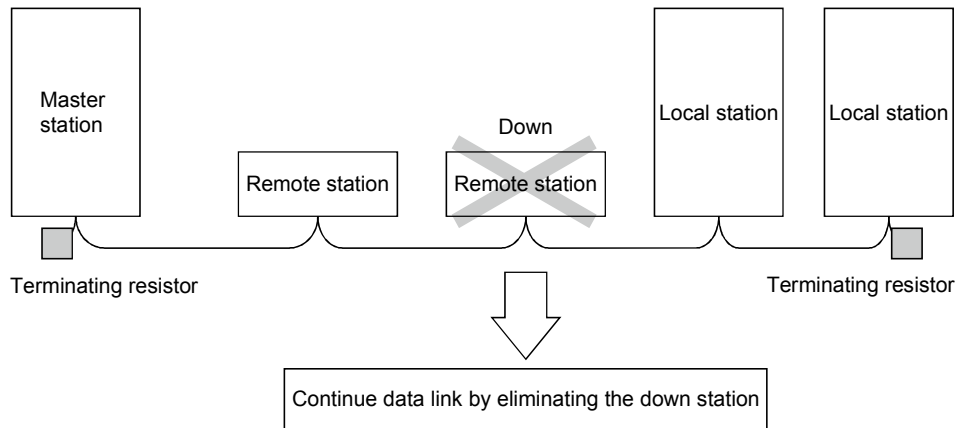 Master
station
Remote station
Down
Remote station
Local station
Local station
Terminating resistor
Terminating resistor
Continue data link by eliminating the down station